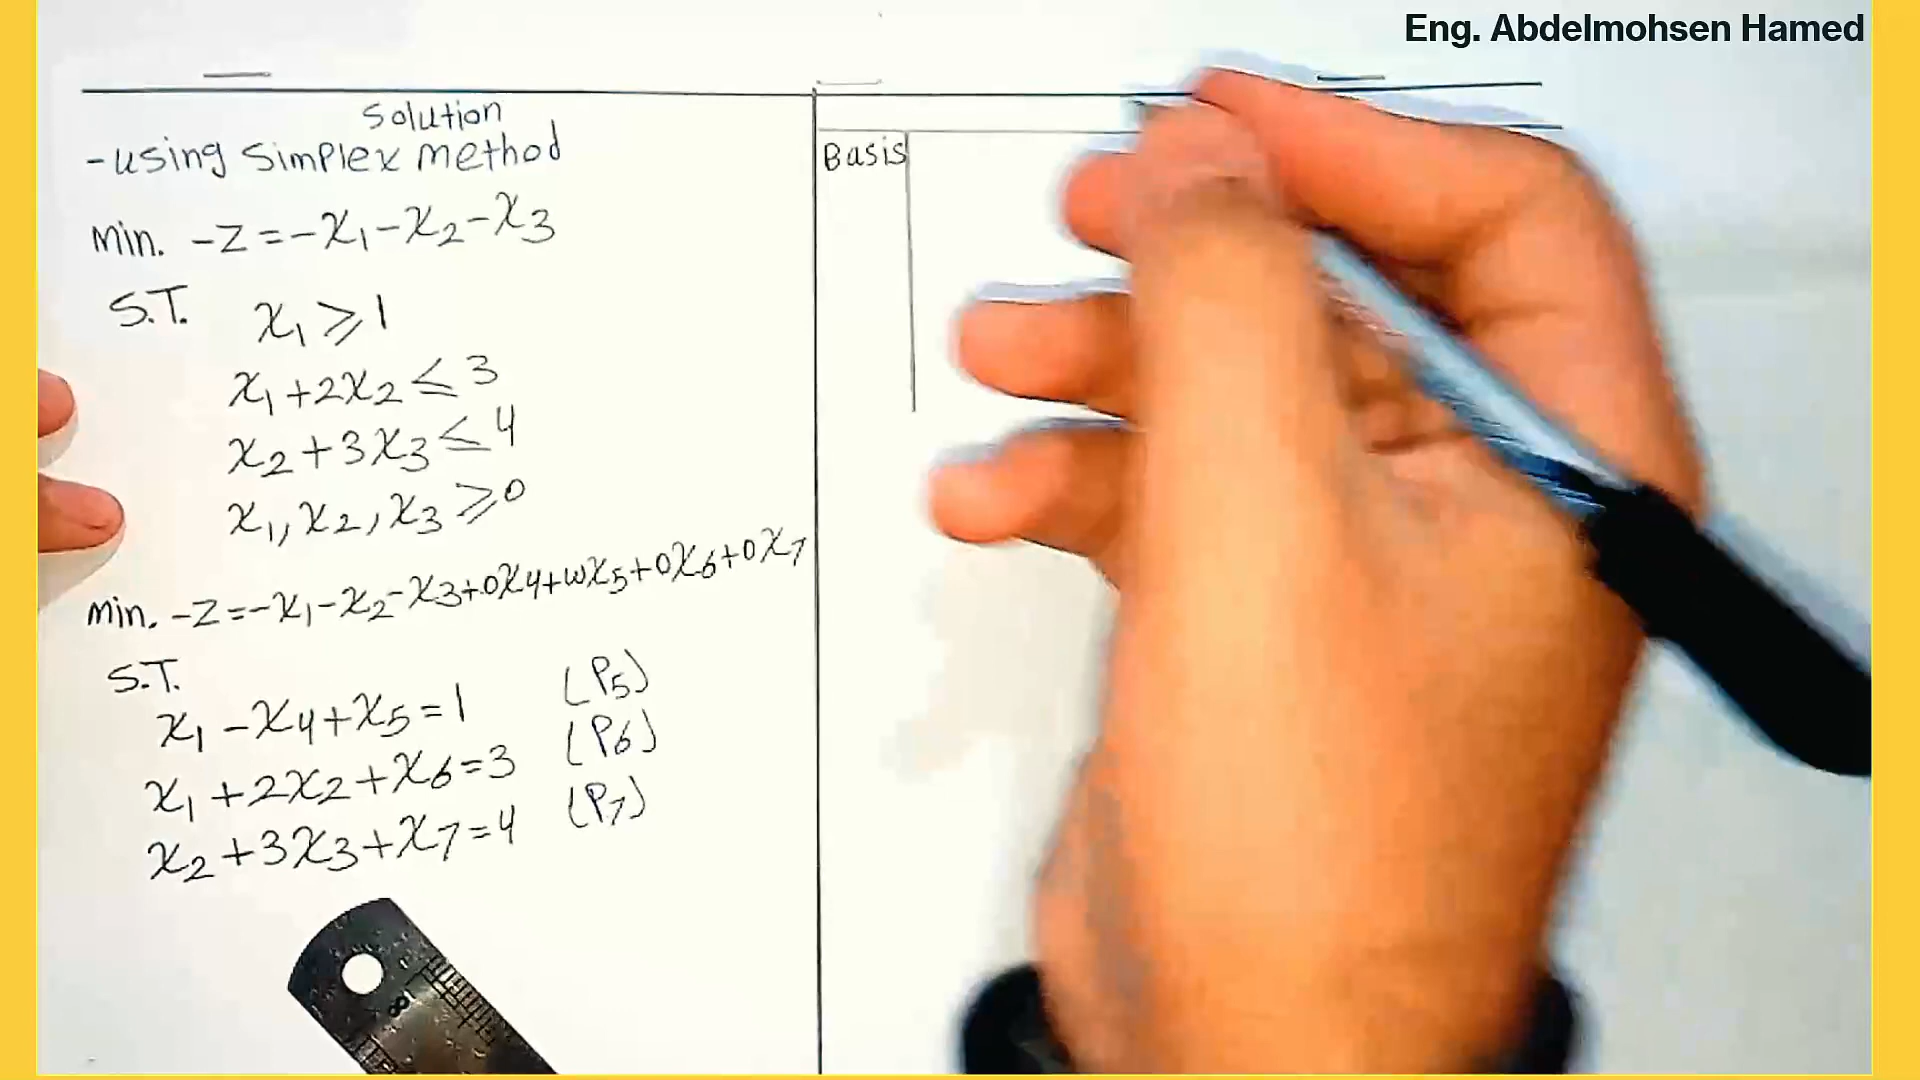 Eng. Abdelmohsen Hamed
Solution
-using Simplex method
Min. -Z=-x1-x2-x3
S.T. x1≥1
x1+2x2≤3
x2+3x3≤4
x1,x2,x3≥0
Min. -Z=-x1-x2-x3+0x4+wx5+0x6+0x7
S.T.
x1-x4+x5=1 (P5)
x1+2x2+x6=3 (P6)
x2+3x3+x7=4 (P7)
Basis